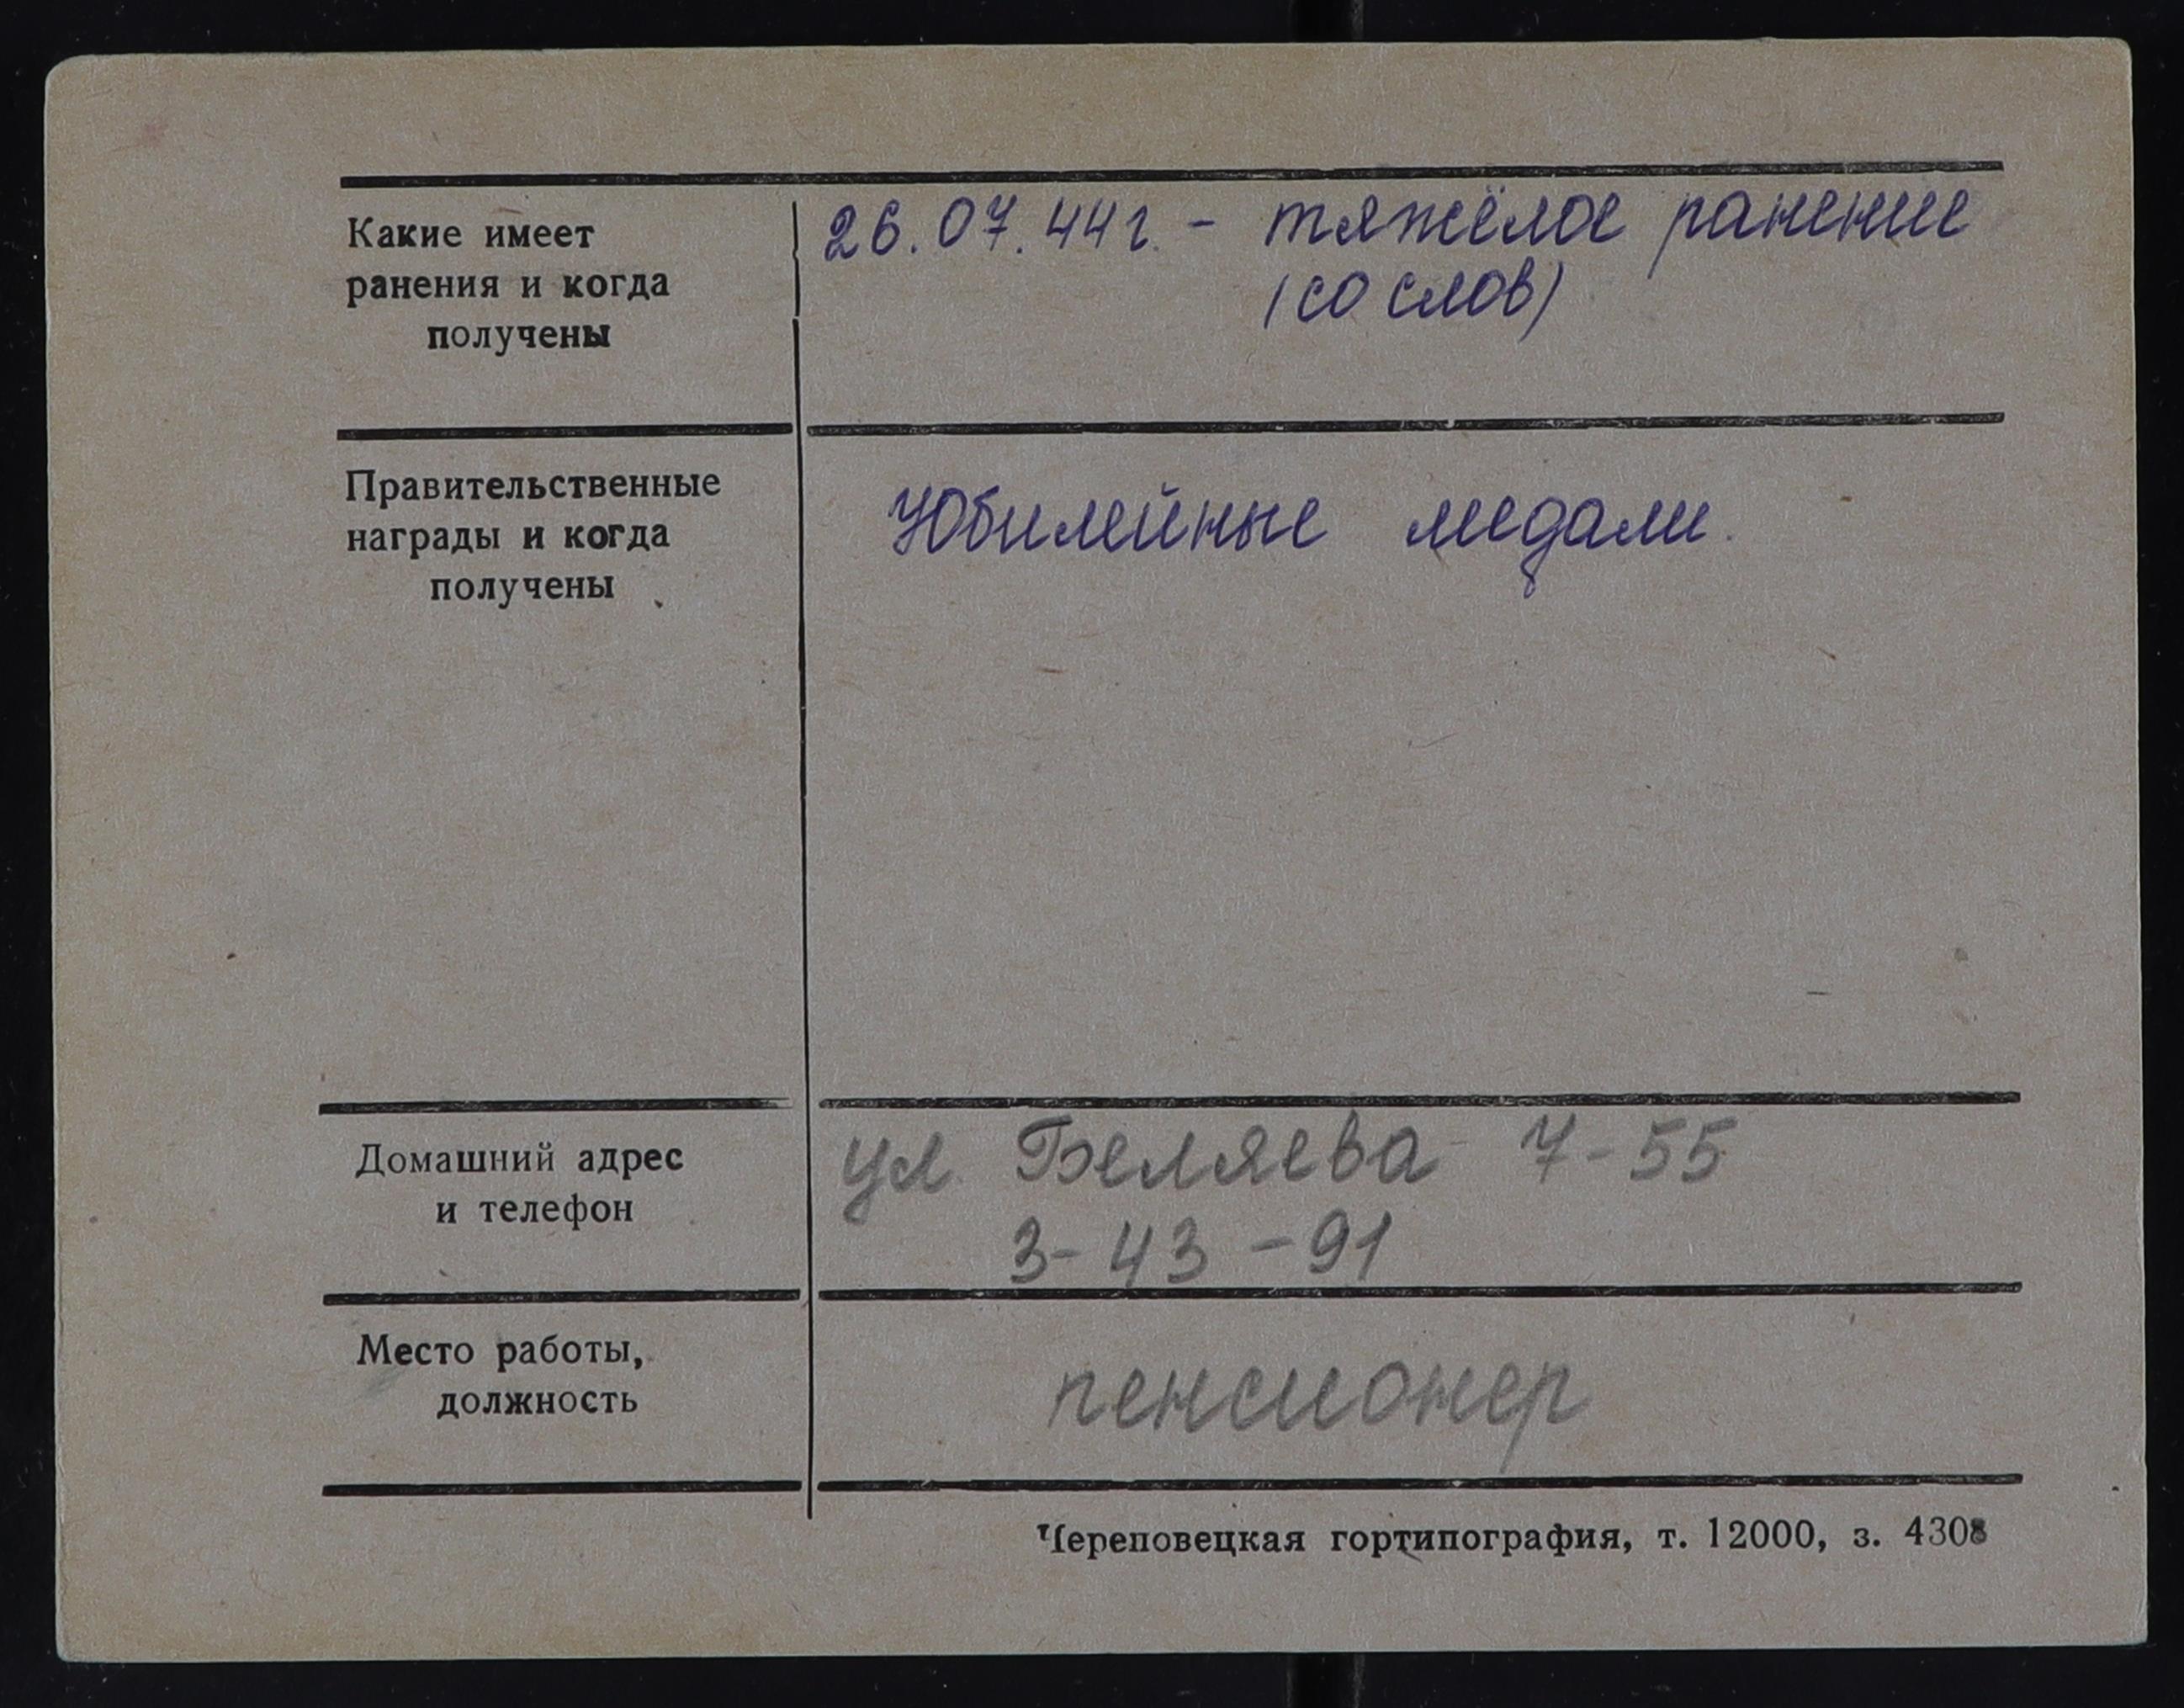 Какие имеет
ранения и когда
получены
26.07.44г. - тяжёлое ранение
(со слов)
Правительственные
награды и когда
получены
Юбилейные медали.
Домашний адрес
и телефон
ул. Беляева 7-55
3-43-91
Место работы,
должность
пенсионер
Череповецкая гортипография, т. 12000, з. 4308